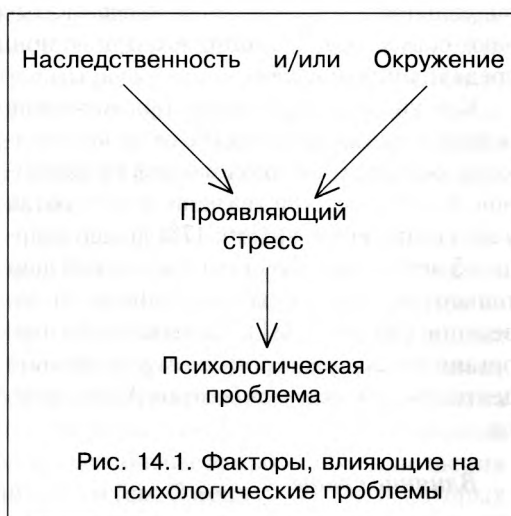 Наследственность и/или Окружение
Проявляющий
стресс
Психологическая
проблема
Рис. 14.1. Факторы, влияющие на
психологические проблемы